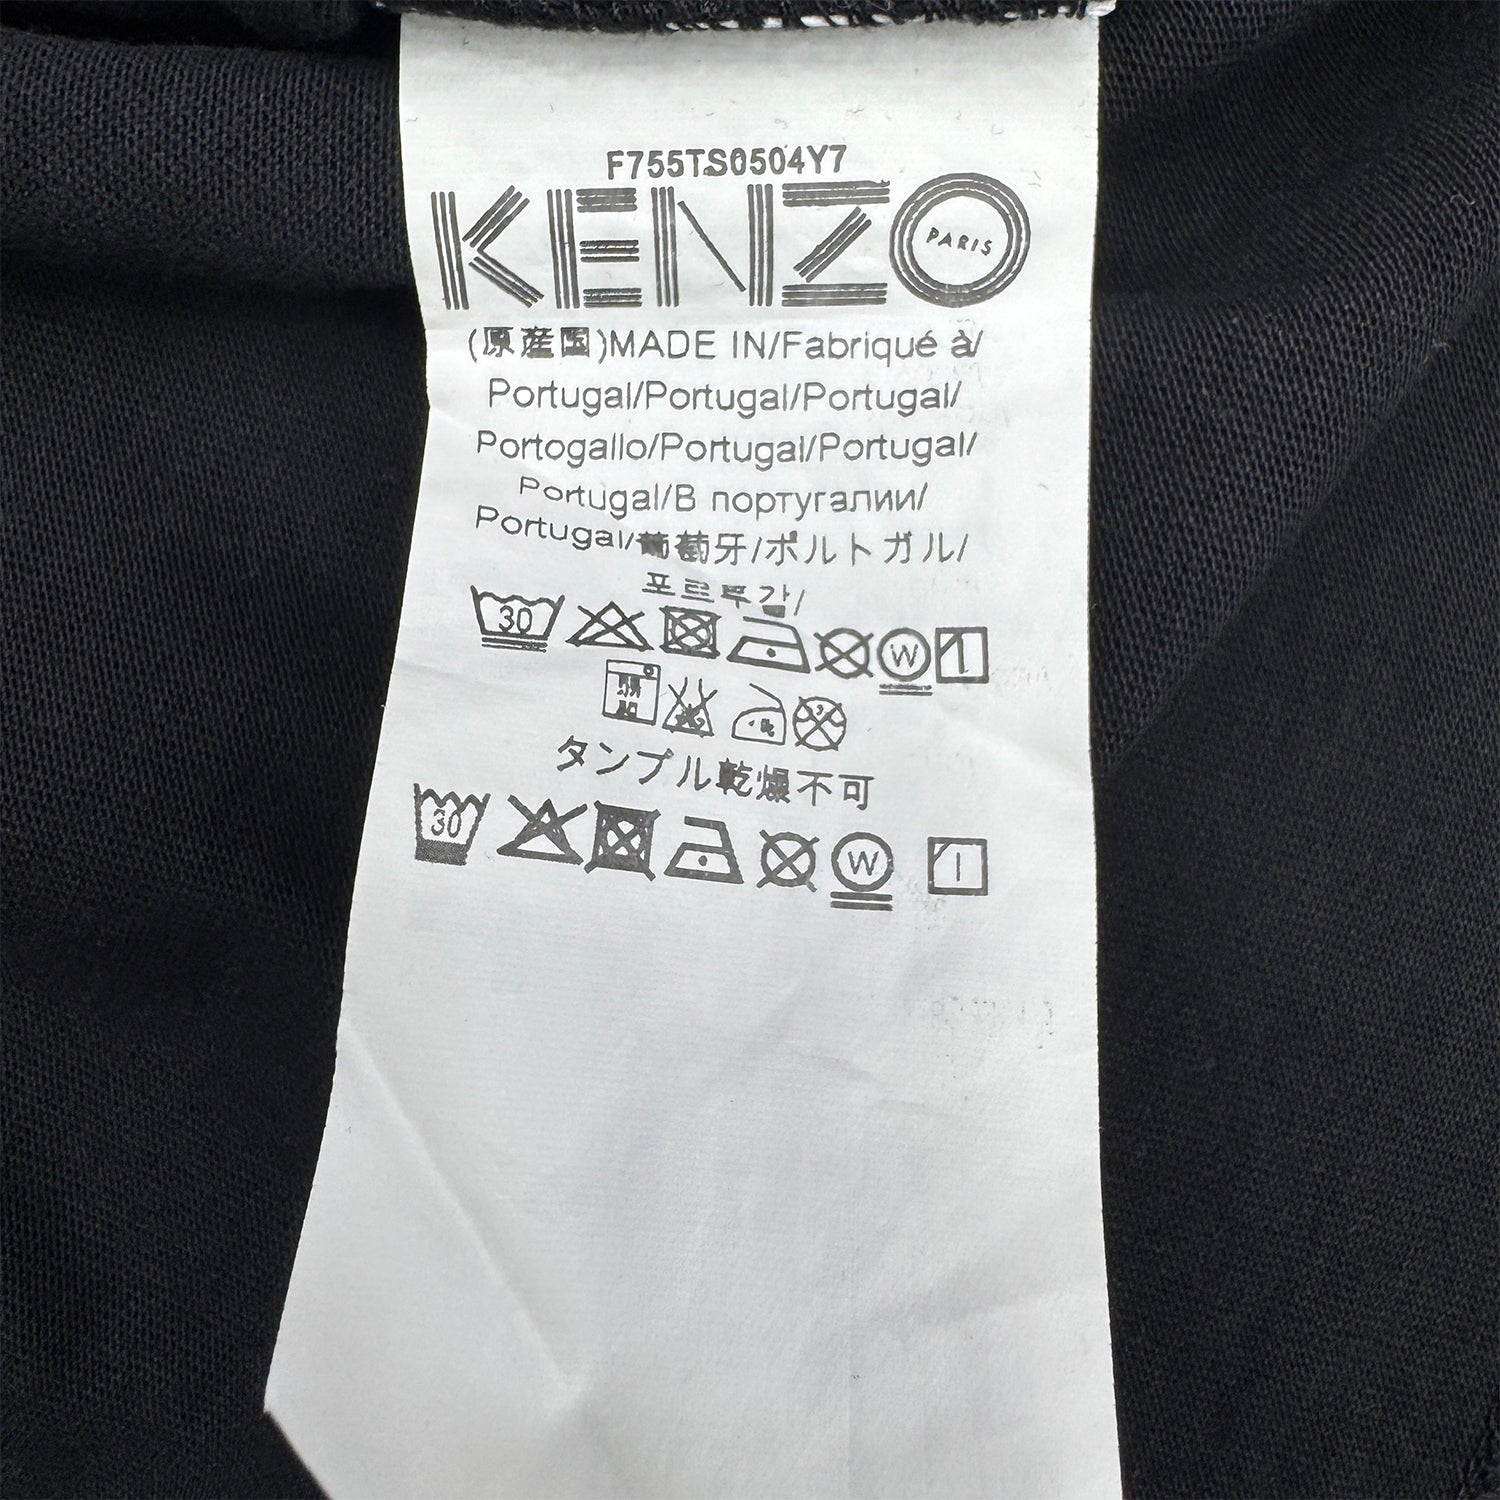 F755TS0504Y7
KENZO
PARIS
(原産国)MADE IN/Fabriqué à/
Portugal/Portugal/Portugal/
Portogallo/Portugal/Portugal/
Portugal/В португалии/
Portugal/葡萄牙/ポルトガル/
포르투갈/
30 W
タンブル乾燥不可
30 W